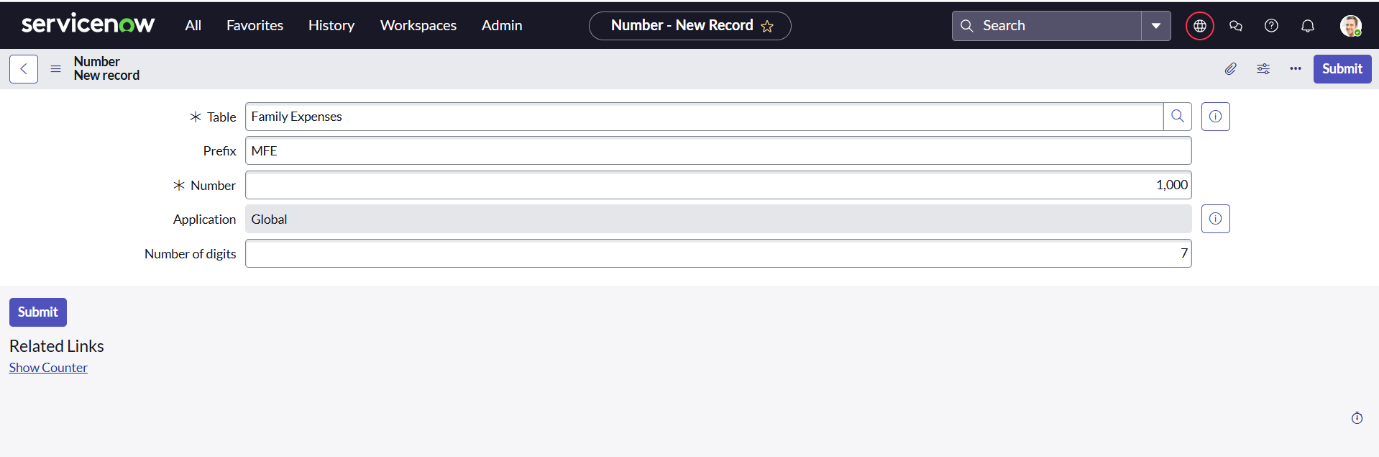 servicenow All Favorites History Workspaces Admin Number - New Record Search
Number
New record
Submit
Table Family Expenses
Prefix MFE
Number 1,000
Application Global
Number of digits 7
Submit
Related Links
Show Counter